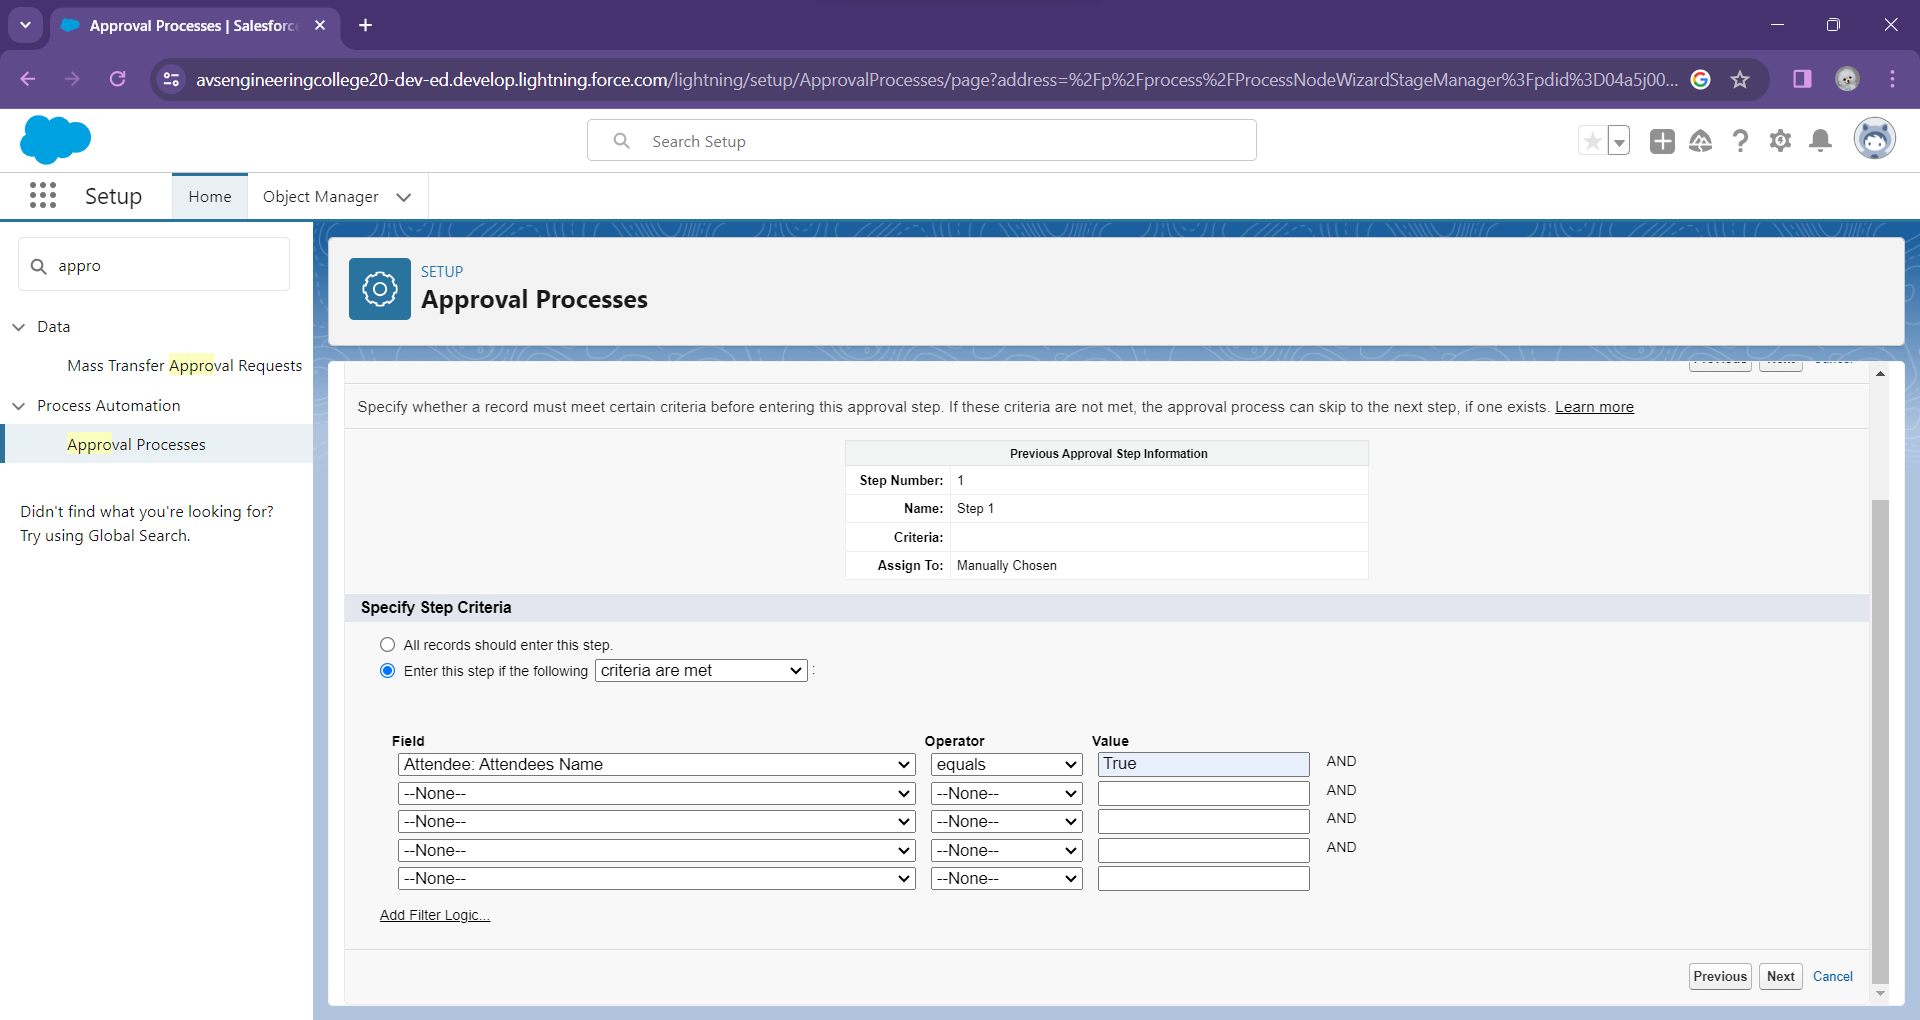 Approval Processes | Salesforc
avsengineeringcollege20-dev-ed.develop.lightning.force.com/lightning/setup/ApprovalProcesses/page?address=%2Fp%2Fprocess%2FProcessNodeWizardStageManager%3Fpdid%3D04a5j00...
Search Setup
Setup
Home
Object Manager
appro
Data
Mass Transfer Approval Requests
Process Automation
Approval Processes
Didn't find what you're looking for?
Try using Global Search.
SETUP
Approval Processes
Specify whether a record must meet certain criteria before entering this approval step. If these criteria are not met, the approval process can skip to the next step, if one exists. Learn more
Previous Approval Step Information
Step Number: 1
Name: Step 1
Criteria:
Assign To: Manually Chosen
Specify Step Criteria
All records should enter this step.
Enter this step if the following criteria are met :
Field Operator Value
Attendee: Attendees Name equals True AND
--None-- --None-- AND
--None-- --None-- AND
--None-- --None-- AND
--None-- --None--
Add Filter Logic...
Previous Next Cancel